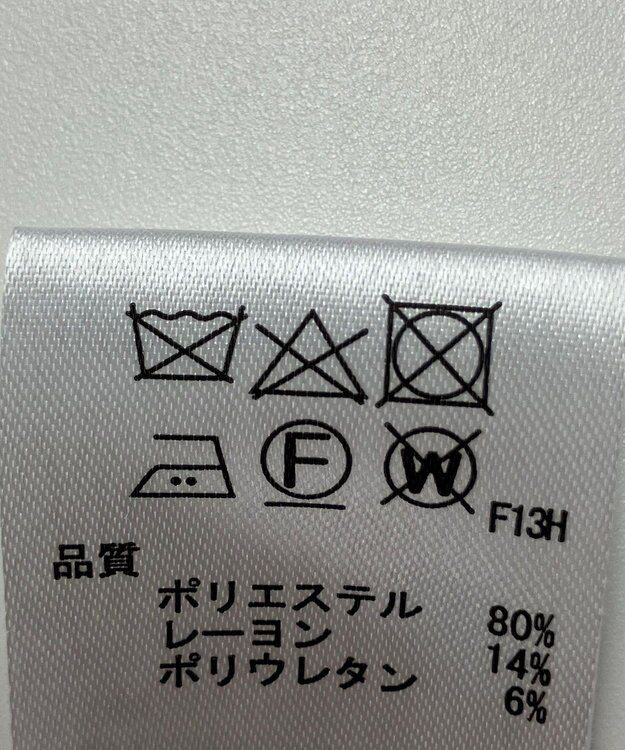 F W
F13H
品質
ポリエステル 80%
レーヨン 14%
ポリウレタン 6%